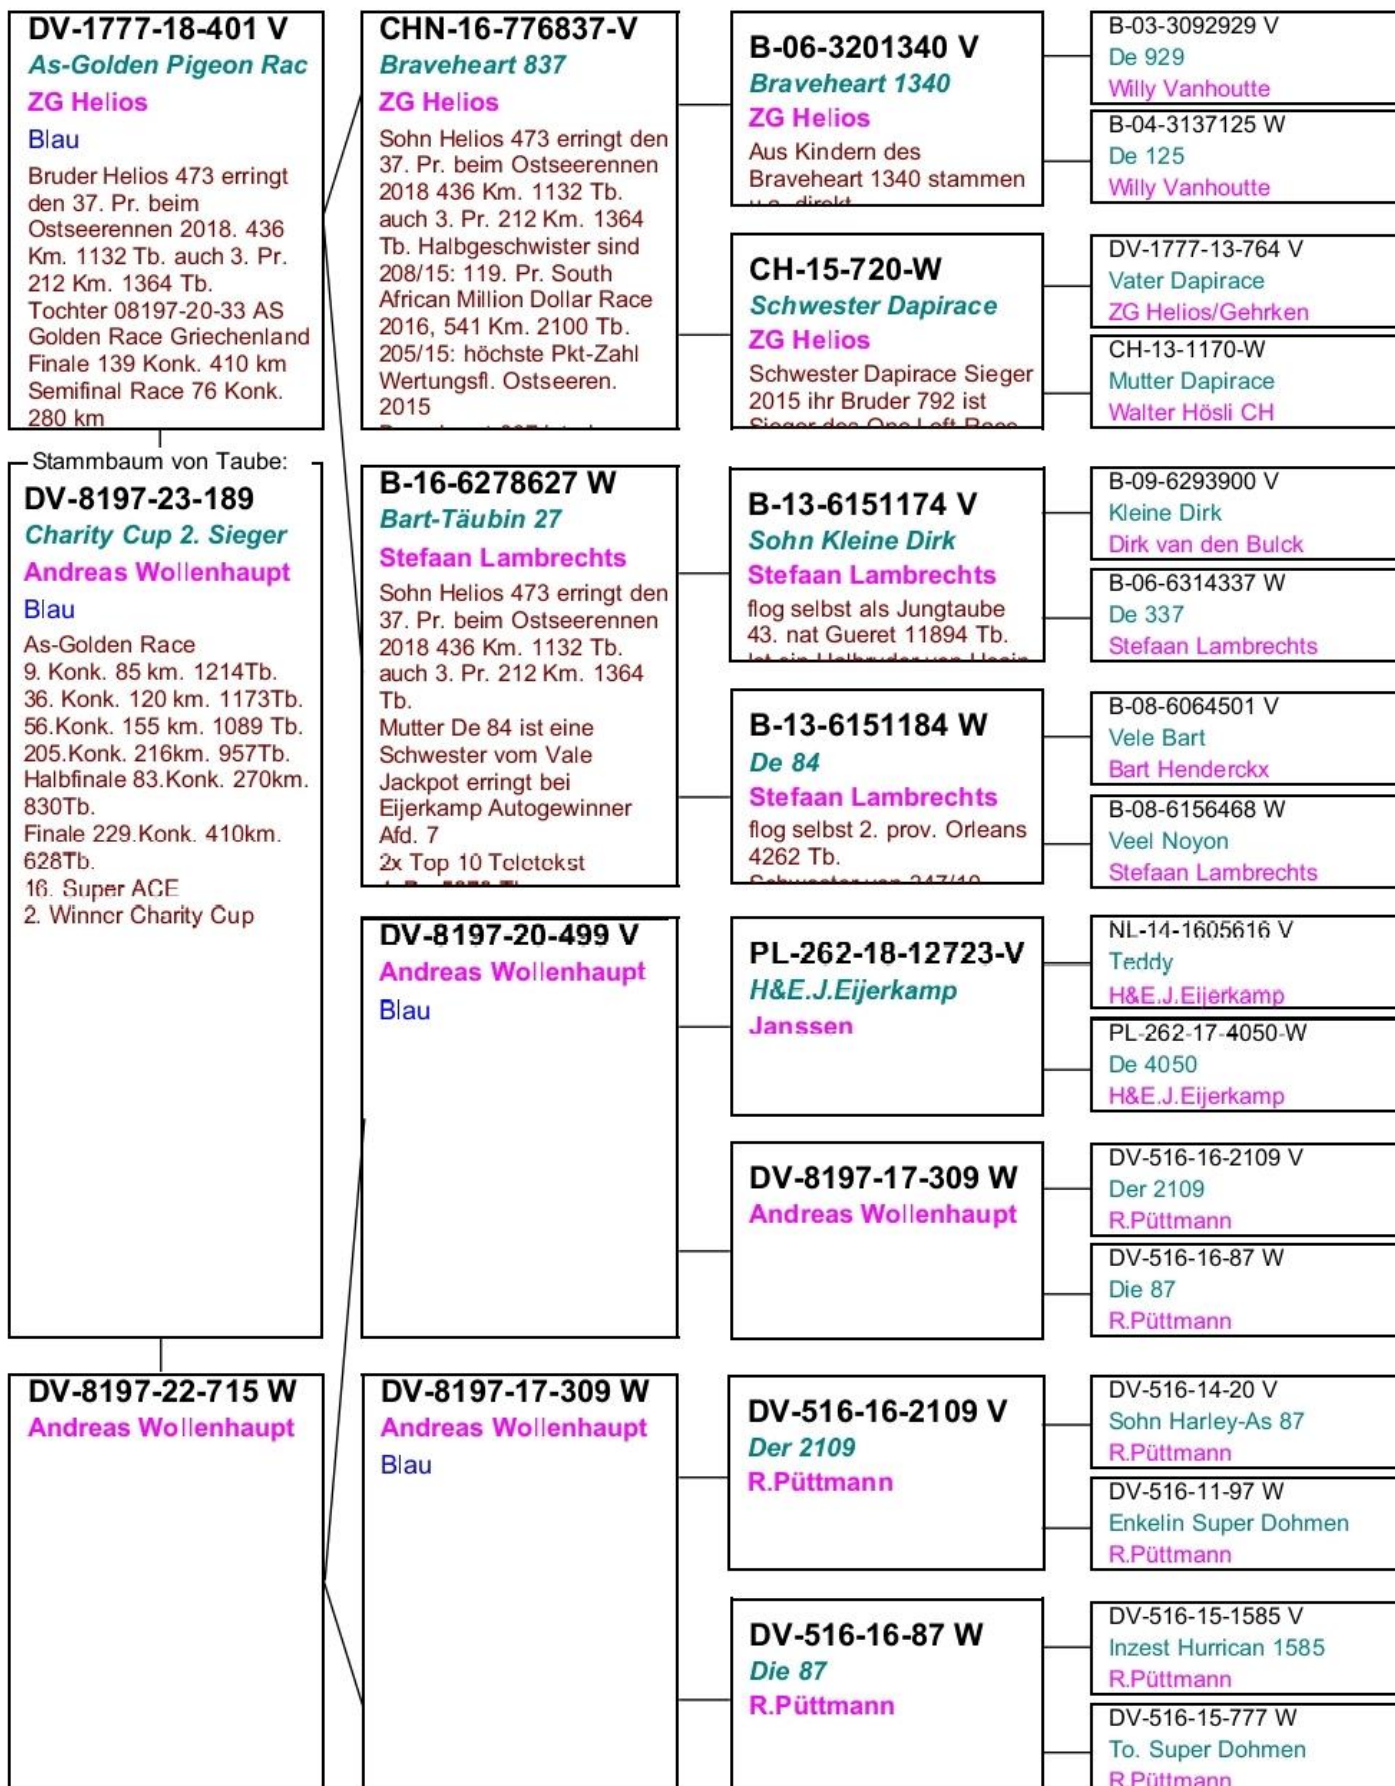 DV-1777-18-401 V
As-Golden Pigeon Rac
ZG Helios
Blau
Bruder Helios 473 erringt
den 37. Pr. beim
Ostseerennen 2018. 436
Km. 1132 Tb. auch 3. Pr.
212 Km. 1364 Tb.
Tochter 08197-20-33 AS
Golden Race Griechenland
Finale 139 Konk. 410 km
Semifinal Race 76 Konk.
280 km
Stammbaum von Taube:
DV-8197-23-189
Charity Cup 2. Sieger
Andreas Wollenhaupt
Blau
As-Golden Race
9. Konk. 85 km. 1214Tb.
36. Konk. 120 km. 1173Tb.
56.Konk. 155 km. 1089 Tb.
205.Konk. 216km. 957Tb.
Halbfinale 83.Konk. 270km.
830Tb.
Finale 229.Konk. 410km.
628Tb.
16. Super ACE
2. Winner Charity Cup
DV-8197-22-715 W
Andreas Wollenhaupt
CHN-16-776837-V
Braveheart 837
ZG Helios
Sohn Helios 473 erringt den
37. Pr. beim Ostseerennen
2018 436 Km. 1132 Tb.
auch 3. Pr. 212 Km. 1364
Tb. Halbgeschwister sind
208/15: 119. Pr. South
African Million Dollar Race
2016, 541 Km. 2100 Tb.
205/15: höchste Pkt-Zahl
Wertungsfl. Ostseeren.
2015
B-16-6278627 W
Bart-Täubin 27
Stefaan Lambrechts
Sohn Helios 473 erringt den
37. Pr. beim Ostseerennen
2018 436 Km. 1132 Tb.
auch 3. Pr. 212 Km. 1364
Tb.
Mutter De 84 ist eine
Schwester vom Vale
Jackpot erringt bei
Eijerkamp Autogewinner
Afd. 7
2x Top 10 Teletekst
DV-8197-20-499 V
Andreas Wollenhaupt
Blau
DV-8197-17-309 W
Andreas Wollenhaupt
Blau
B-06-3201340 V
Braveheart 1340
ZG Helios
Aus Kindern des
Braveheart 1340 stammen
u.a. direkt
CH-15-720-W
Schwester Dapirace
ZG Helios
Schwester Dapirace Sieger
2015 ihr Bruder 792 ist
Sieger des One Loft Race
B-13-6151174 V
Sohn Kleine Dirk
Stefaan Lambrechts
flog selbst als Jungtaube
43. nat Gueret 11894 Tb.
Ist ein Halbruder von
B-13-6151184 W
De 84
Stefaan Lambrechts
flog selbst 2. prov. Orleans
4262 Tb.
Schwester von 247/10
PL-262-18-12723-V
H&E.J.Eijerkamp
Janssen
DV-8197-17-309 W
Andreas Wollenhaupt
DV-516-16-2109 V
Der 2109
R.Püttmann
DV-516-16-87 W
Die 87
R.Püttmann
B-03-3092929 V
De 929
Willy Vanhoutte
B-04-3137125 W
De 125
Willy Vanhoutte
DV-1777-13-764 V
Vater Dapirace
ZG Helios/Gehrken
CH-13-1170-W
Mutter Dapirace
Walter Hösli CH
B-09-6293900 V
Kleine Dirk
Dirk van den Bulck
B-06-6314337 W
De 337
Stefaan Lambrechts
B-08-6064501 V
Vele Bart
Bart Henderckx
B-08-6156468 W
Veel Noyon
Stefaan Lambrechts
NL-14-1605616 V
Teddy
H&E.J.Eijerkamp
PL-262-17-4050-W
De 4050
H&E.J.Eijerkamp
DV-516-16-2109 V
Der 2109
R.Püttmann
DV-516-16-87 W
Die 87
R.Püttmann
DV-516-14-20 V
Sohn Harley-As 87
R.Püttmann
DV-516-11-97 W
Enkelin Super Dohmen
R.Püttmann
DV-516-15-1585 V
Inzest Hurrican 1585
R.Püttmann
DV-516-15-777 W
To. Super Dohmen
R.Püttmann